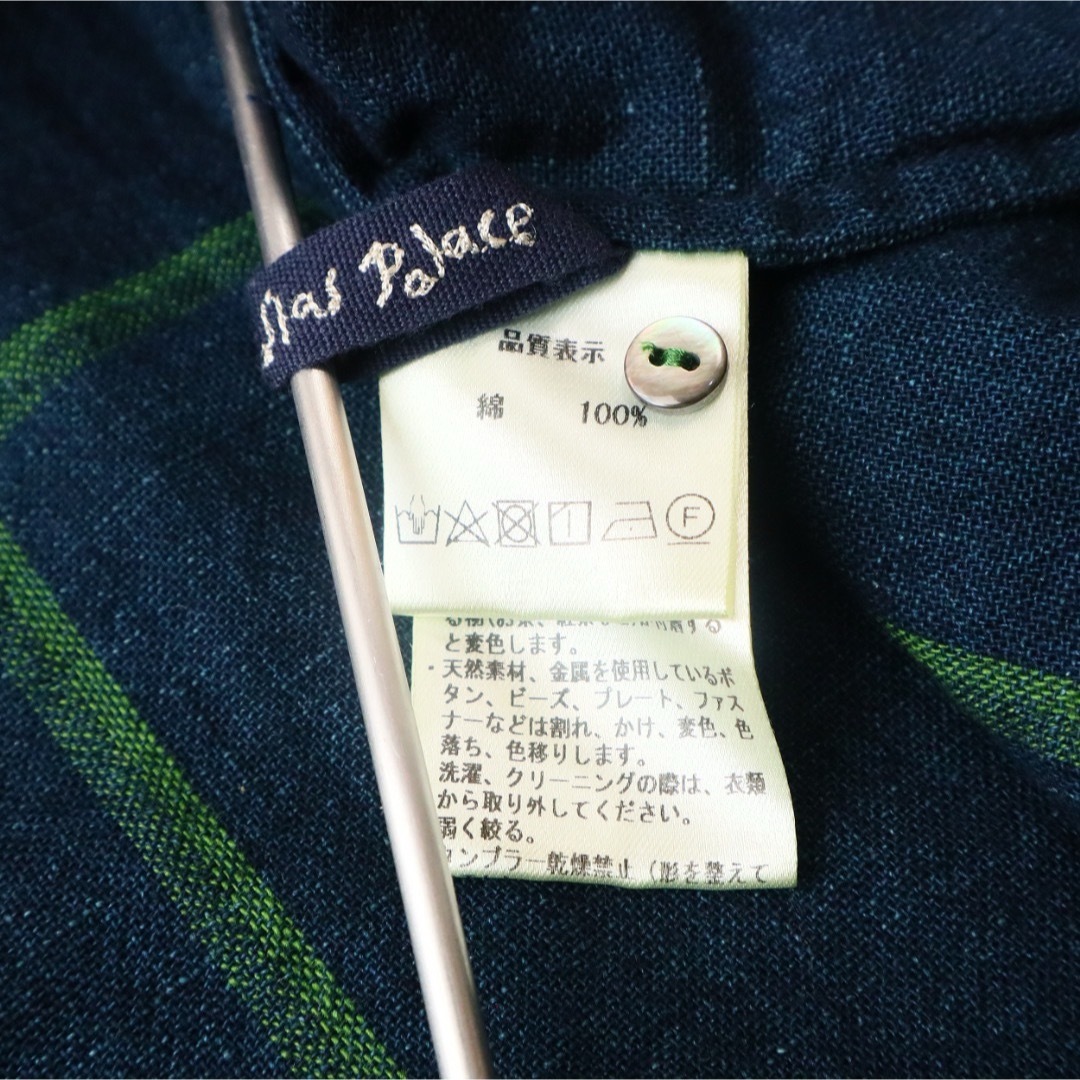 Palace
品質表示
綿 100%
F
と変色します。
・天然素材、金属を使用しているボ
タン、ビーズ、プレート、ファス
ナーなどは割れ、かけ、変色、色
落ち、色移りします。
洗濯、クリーニングの際は、衣類
から取り外してください。
弱く絞る。
タンブラー乾燥禁止（形を整えて